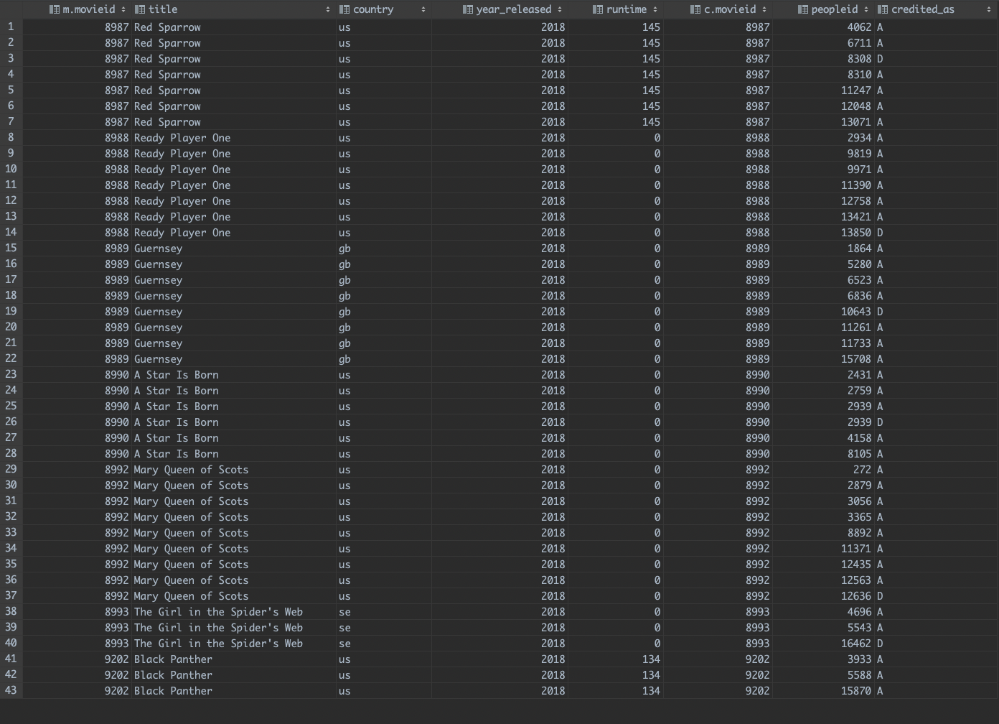 m.movieid title country year_released runtime c.movieid peopleid credited_as
1 8987 Red Sparrow us 2018 145 8987 4062 A
2 8987 Red Sparrow us 2018 145 8987 6711 A
3 8987 Red Sparrow us 2018 145 8987 8308 D
4 8987 Red Sparrow us 2018 145 8987 8310 A
5 8987 Red Sparrow us 2018 145 8987 11247 A
6 8987 Red Sparrow us 2018 145 8987 12048 A
7 8987 Red Sparrow us 2018 145 8987 13071 A
8 8988 Ready Player One us 2018 0 8988 2934 A
9 8988 Ready Player One us 2018 0 8988 9819 A
10 8988 Ready Player One us 2018 0 8988 9971 A
11 8988 Ready Player One us 2018 0 8988 11390 A
12 8988 Ready Player One us 2018 0 8988 12758 A
13 8988 Ready Player One us 2018 0 8988 13421 A
14 8988 Ready Player One us 2018 0 8988 13850 D
15 8989 Guernsey gb 2018 0 8989 1864 A
16 8989 Guernsey gb 2018 0 8989 5280 A
17 8989 Guernsey gb 2018 0 8989 6523 A
18 8989 Guernsey gb 2018 0 8989 6836 A
19 8989 Guernsey gb 2018 0 8989 10643 D
20 8989 Guernsey gb 2018 0 8989 11261 A
21 8989 Guernsey gb 2018 0 8989 11733 A
22 8989 Guernsey gb 2018 0 8989 15708 A
23 8990 A Star Is Born us 2018 0 8990 2431 A
24 8990 A Star Is Born us 2018 0 8990 2759 A
25 8990 A Star Is Born us 2018 0 8990 2939 A
26 8990 A Star Is Born us 2018 0 8990 2939 D
27 8990 A Star Is Born us 2018 0 8990 4158 A
28 8990 A Star Is Born us 2018 0 8990 8105 A
29 8992 Mary Queen of Scots us 2018 0 8992 272 A
30 8992 Mary Queen of Scots us 2018 0 8992 2879 A
31 8992 Mary Queen of Scots us 2018 0 8992 3056 A
32 8992 Mary Queen of Scots us 2018 0 8992 3365 A
33 8992 Mary Queen of Scots us 2018 0 8992 8892 A
34 8992 Mary Queen of Scots us 2018 0 8992 11371 A
35 8992 Mary Queen of Scots us 2018 0 8992 12435 A
36 8992 Mary Queen of Scots us 2018 0 8992 12563 A
37 8992 Mary Queen of Scots us 2018 0 8992 12636 D
38 8993 The Girl in the Spider's Web se 2018 0 8993 4696 A
39 8993 The Girl in the Spider's Web se 2018 0 8993 5543 A
40 8993 The Girl in the Spider's Web se 2018 0 8993 16462 D
41 9202 Black Panther us 2018 134 9202 3933 A
42 9202 Black Panther us 2018 134 9202 5588 A
43 9202 Black Panther us 2018 134 9202 15870 A